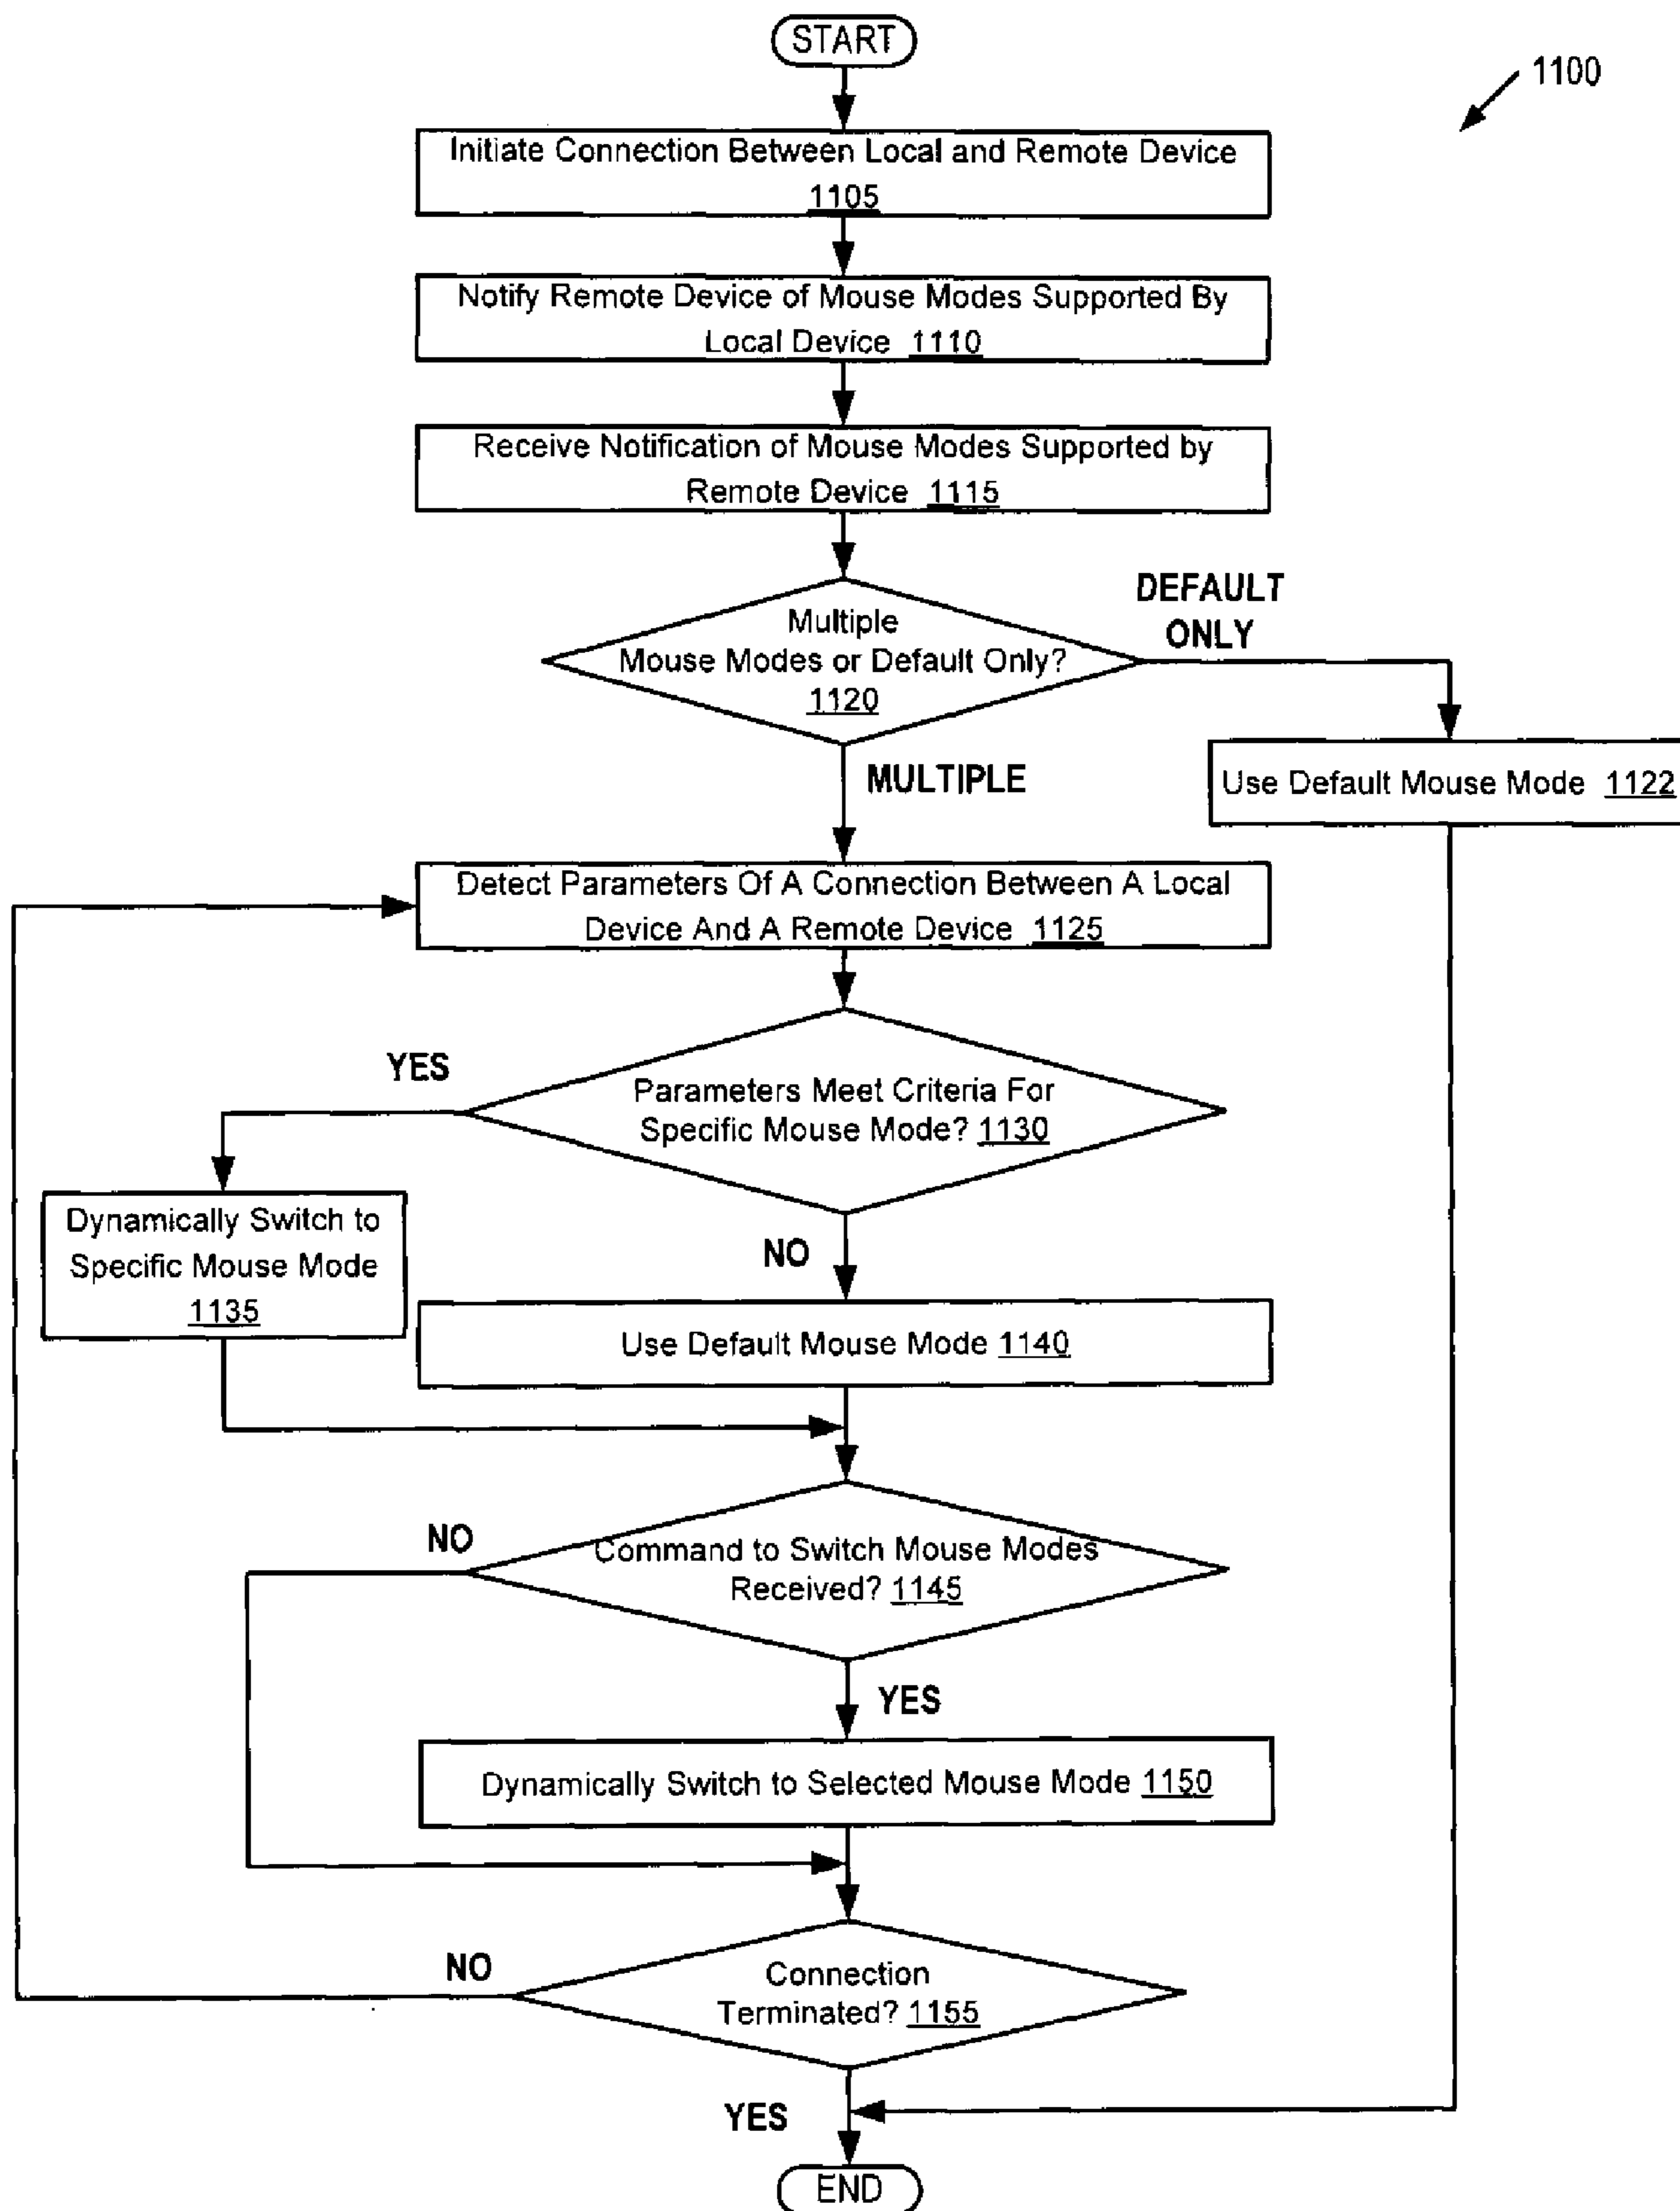 START
1100
Initiate Connection Between Local and Remote Device
1105
Notify Remote Device of Mouse Modes Supported By
Local Device 1110
Receive Notification of Mouse Modes Supported by
Remote Device 1115
DEFAULT
ONLY
Multiple
Mouse Modes or Default Only?
1120
MULTIPLE
Use Default Mouse Mode 1122
Detect Parameters Of A Connection Between A Local
Device And A Remote Device 1125
YES
Parameters Meet Criteria For
Specific Mouse Mode? 1130
Dynamically Switch to
Specific Mouse Mode
1135
NO
Use Default Mouse Mode 1140
NO
Command to Switch Mouse Modes
Received? 1145
YES
Dynamically Switch to Selected Mouse Mode 1150
NO
Connection
Terminated? 1155
YES
END